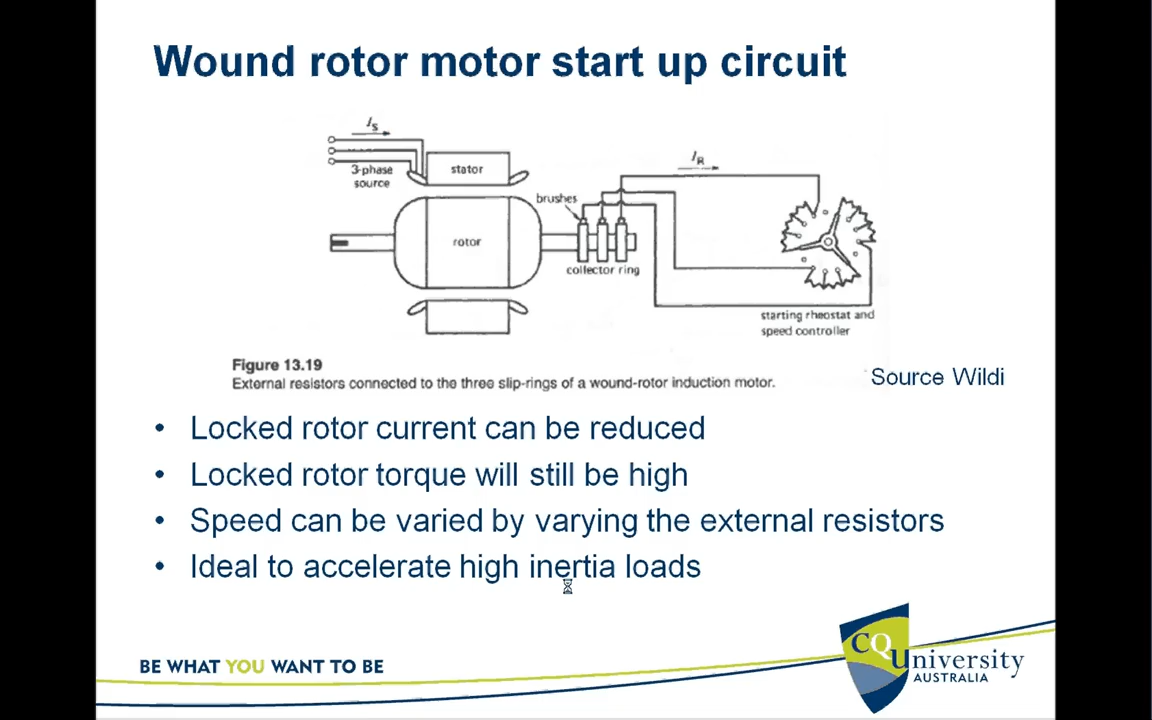 Wound rotor motor start up circuit
I_S
3-phase
source
stator
rotor
brushes
collector ring
I_R
starting rheostat and
speed controller
Figure 13.19
External resistors connected to the three slip-rings of a wound-rotor induction motor.
Source Wildi
• Locked rotor current can be reduced
• Locked rotor torque will still be high
• Speed can be varied by varying the external resistors
• Ideal to accelerate high inertia loads
BE WHAT YOU WANT TO BE
CQUniversity
AUSTRALIA